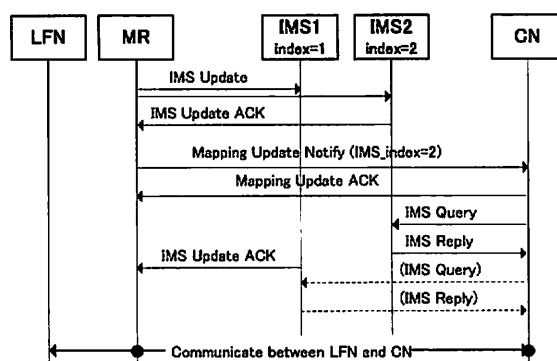 LFN
MR
IMS1
index=1
IMS2
index=2
CN
IMS Update
IMS Update ACK
Mapping Update Notify (IMS_index=2)
Mapping Update ACK
IMS Query
IMS Reply
IMS Update ACK
(IMS Query)
(IMS Reply)
Communicate between LFN and CN